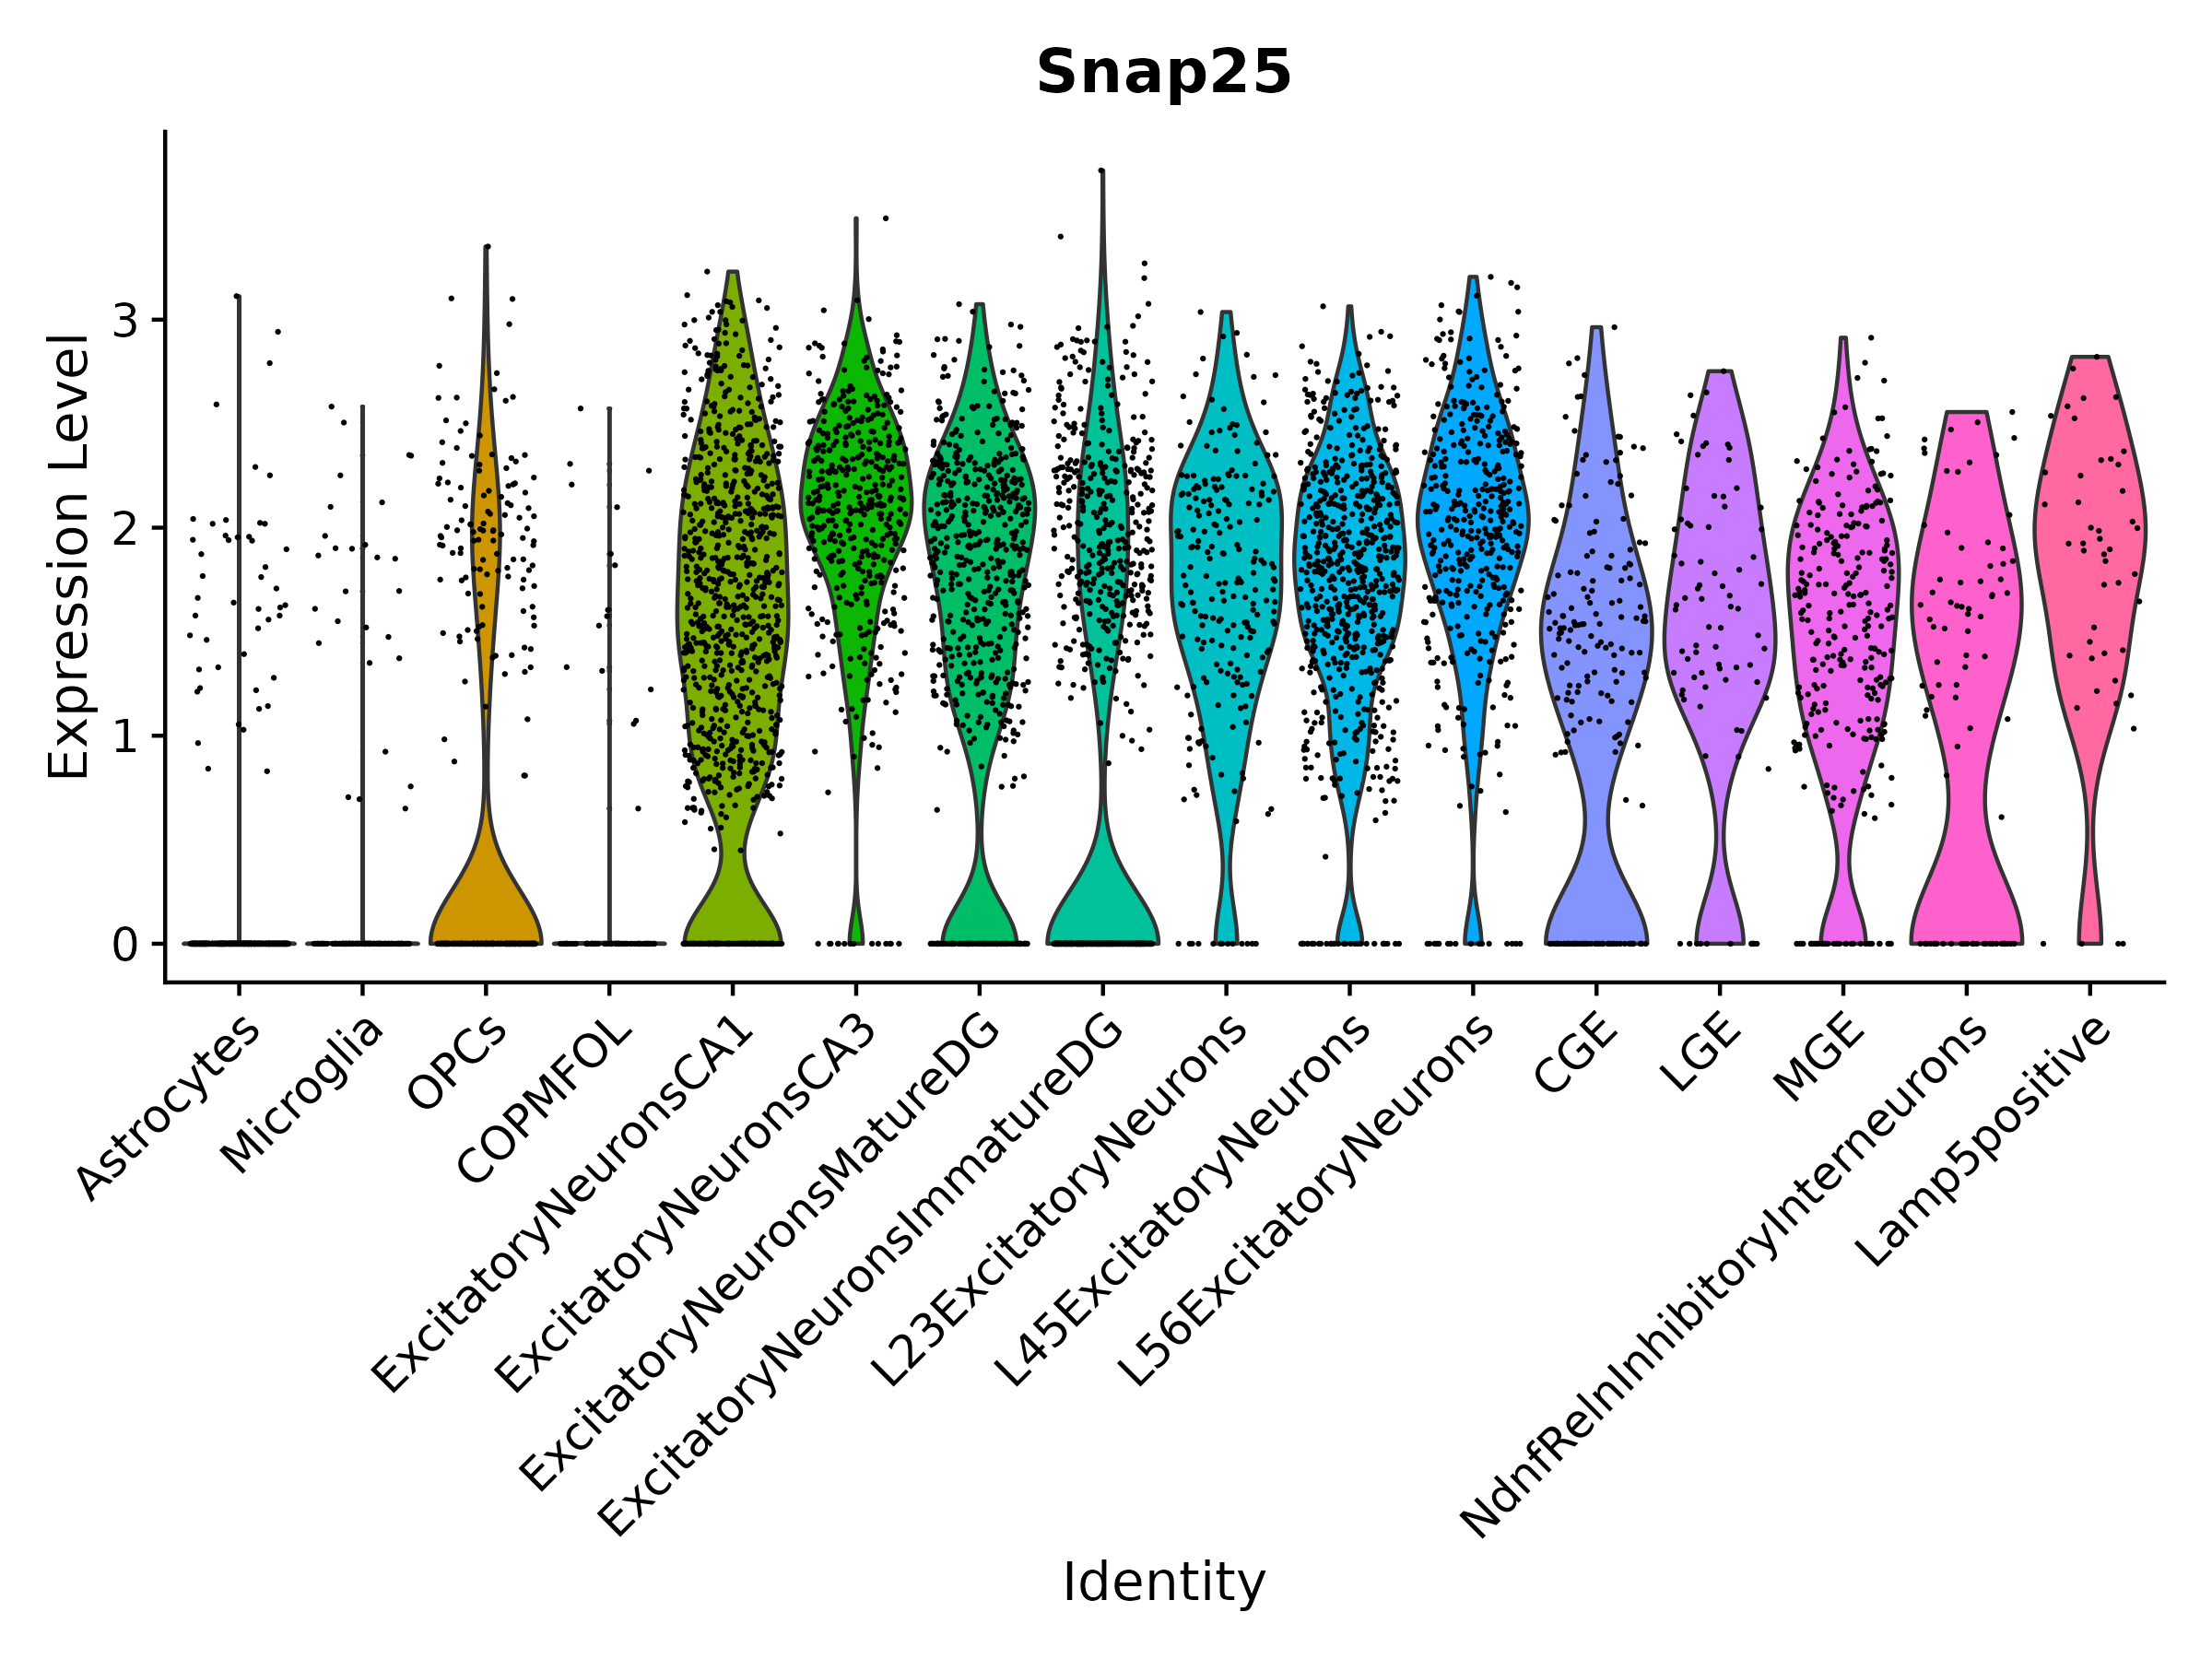 Snap25
Expression Level
3
2
1
0
Astrocytes
Microglia
OPCs
COPMFOL
ExcitatoryNeuronsCA1
ExcitatoryNeuronsCA3
ExcitatoryNeuronsMatureDG
ExcitatoryNeuronsImmatureDG
L23ExcitatoryNeurons
L45ExcitatoryNeurons
L56ExcitatoryNeurons
CGE
LGE
MGE
NdnfRelnInhibitoryInterneurons
Lamp5positive
Identity